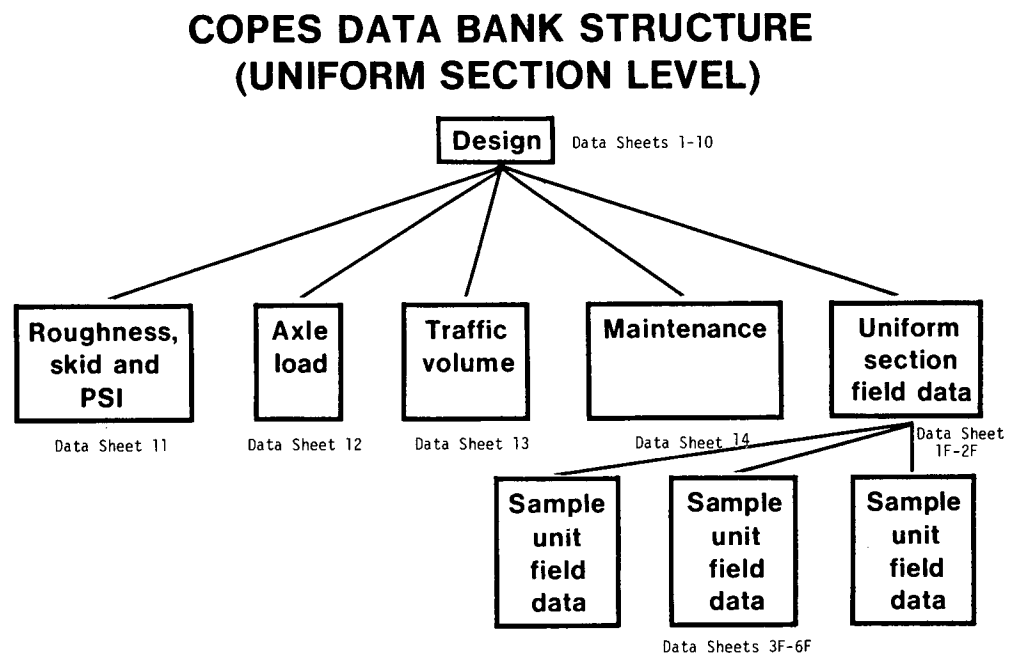 COPES DATA BANK STRUCTURE
(UNIFORM SECTION LEVEL)
Design
Data Sheets 1-10
Roughness,
skid and
PSI
Data Sheet 11
Axle
load
Data Sheet 12
Traffic
volume
Data Sheet 13
Maintenance
Data Sheet 14
Uniform
section
field data
Data Sheet
1F-2F
Sample
unit
field
data
Sample
unit
field
data
Data Sheets 3F-6F
Sample
unit
field
data